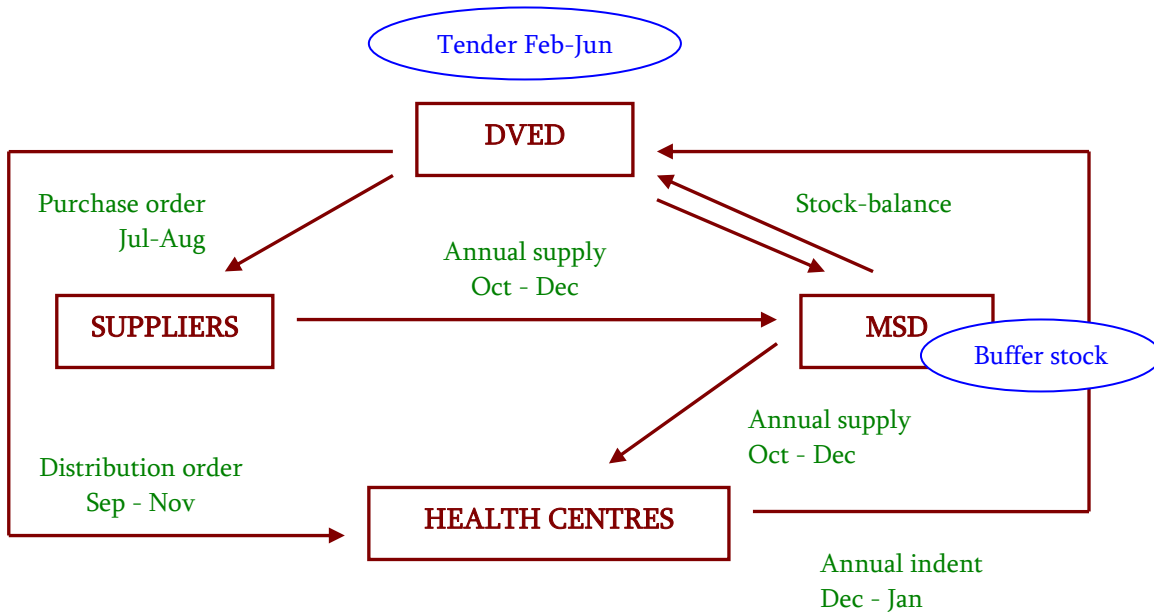 Tender Feb-Jun
DVED
Purchase order
Jul-Aug
Stock-balance
Annual supply
Oct - Dec
SUPPLIERS
MSD
Buffer stock
Annual supply
Oct - Dec
Distribution order
Sep - Nov
HEALTH CENTRES
Annual indent
Dec - Jan